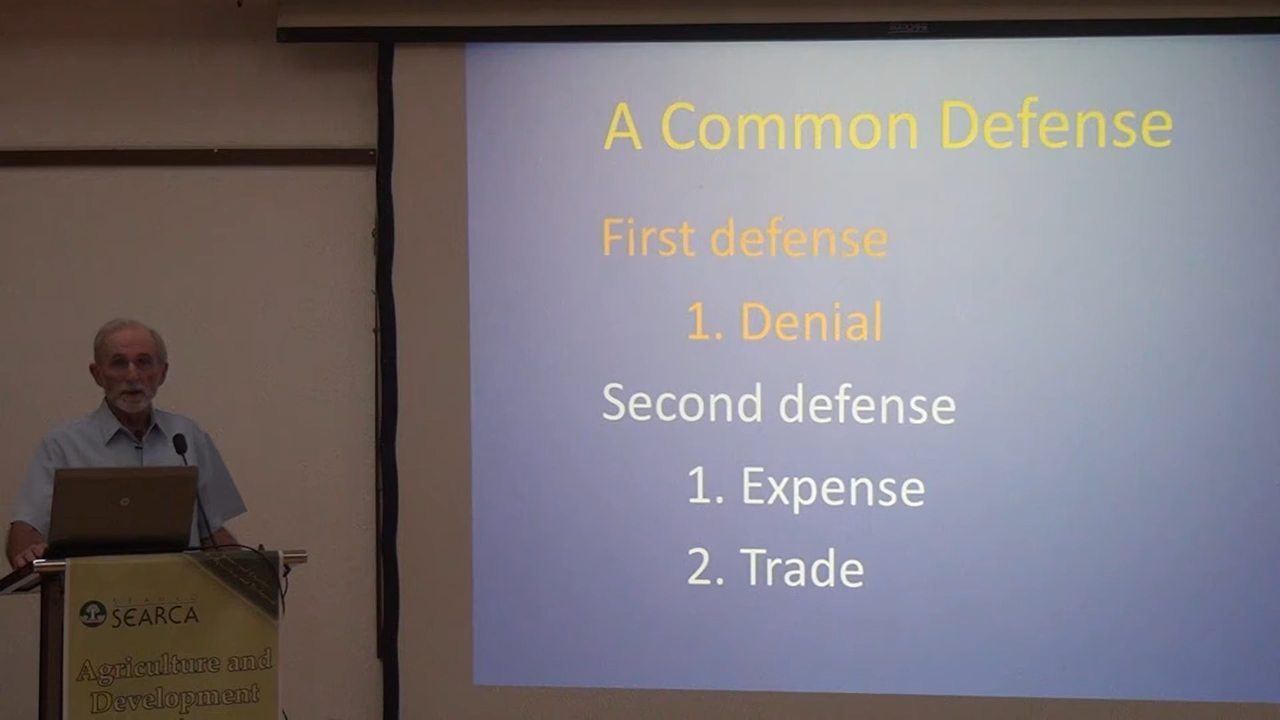 A Common Defense
First defense
1. Denial
Second defense
1. Expense
2. Trade
SEARCA
Agriculture and
Development